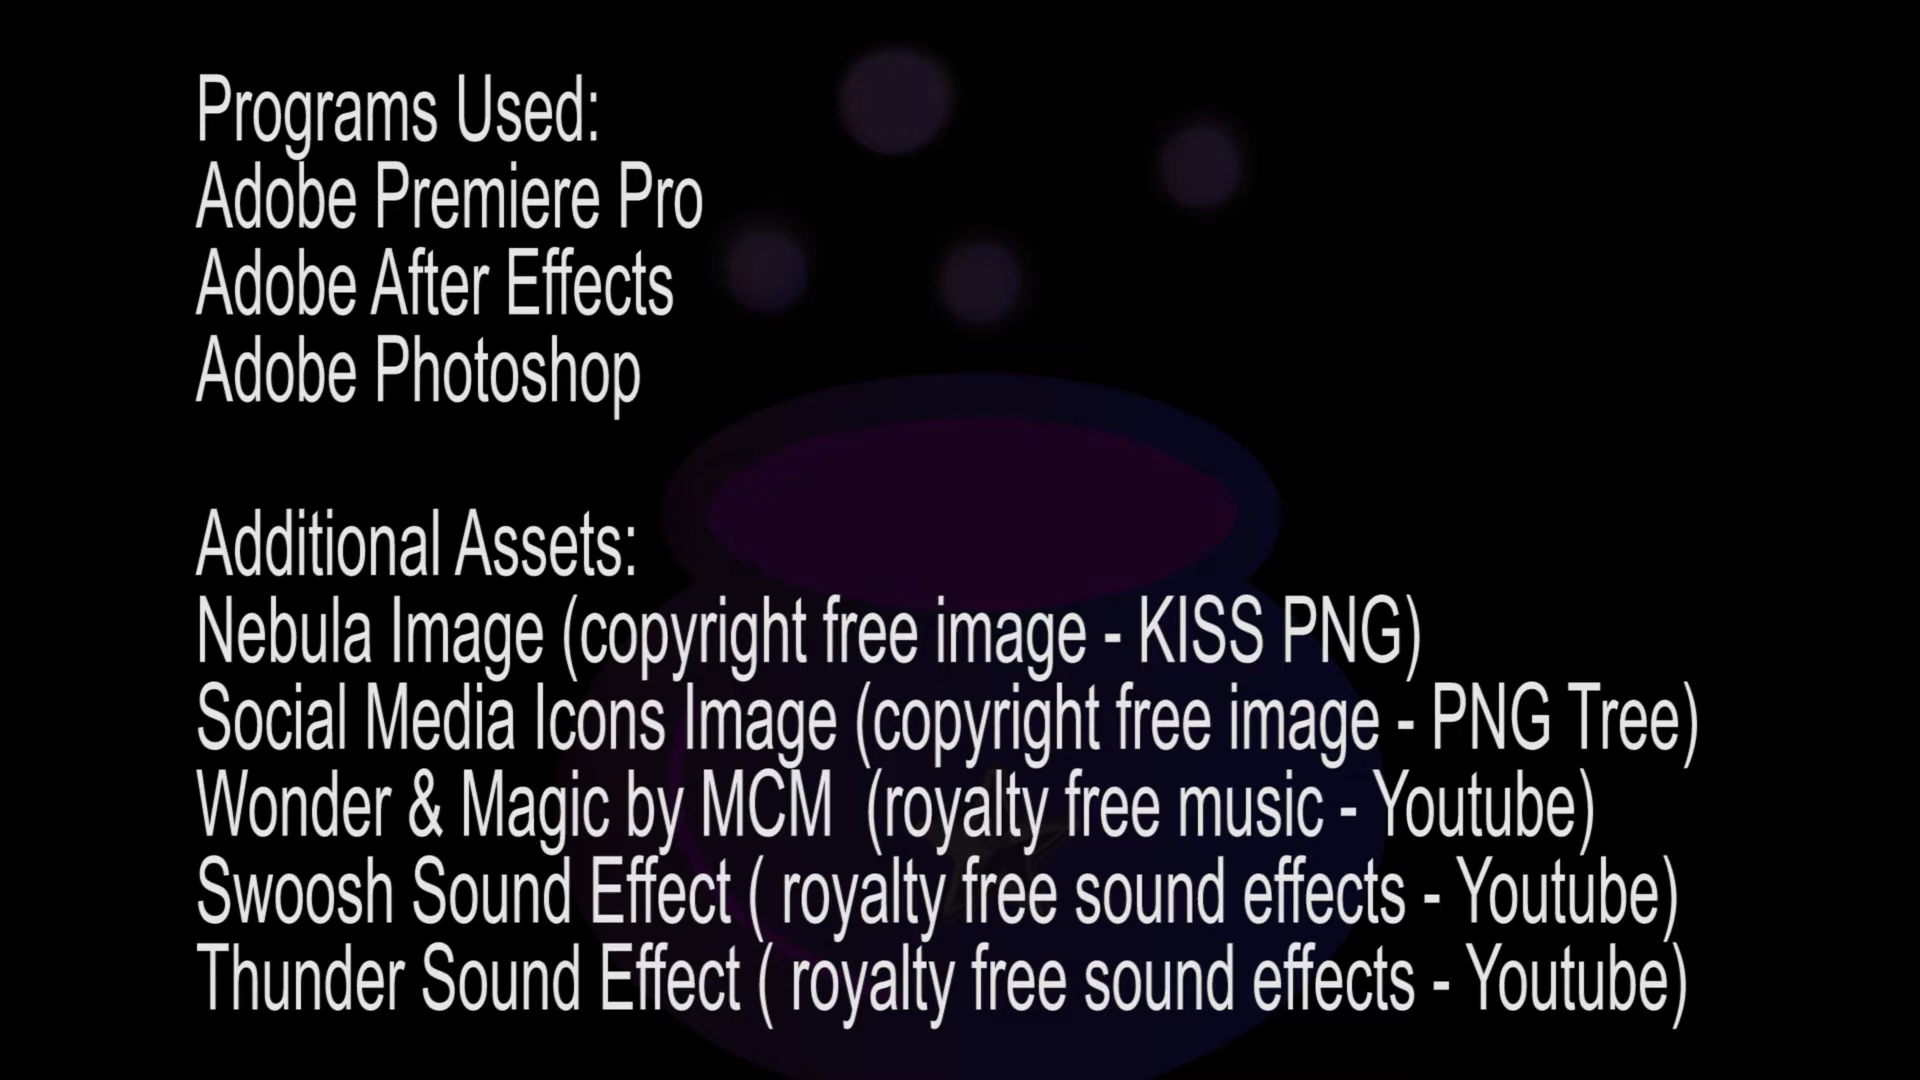 Programs Used:
Adobe Premiere Pro
Adobe After Effects
Adobe Photoshop
Additional Assets:
Nebula Image (copyright free image - KISS PNG)
Social Media Icons Image (copyright free image - PNG Tree)
Wonder & Magic by MCM  (royalty free music - Youtube)
Swoosh Sound Effect ( royalty free sound effects - Youtube)
Thunder Sound Effect ( royalty free sound effects - Youtube)